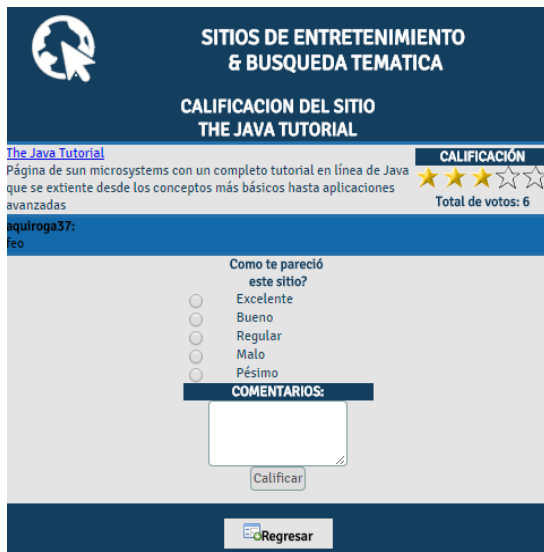 SITIOS DE ENTRETENIMIENTO
& BUSQUEDA TEMATICA
CALIFICACION DEL SITIO
THE JAVA TUTORIAL
The Java Tutorial
Página de sun microsystems con un completo tutorial en línea de Java
que se extiente desde los conceptos más básicos hasta aplicaciones
avanzadas
CALIFICACIÓN
Total de votos: 6
aquiroga37:
feo
Como te pareció
este sitio?
Excelente
Bueno
Regular
Malo
Pésimo
COMENTARIOS:
Calificar
Regresar